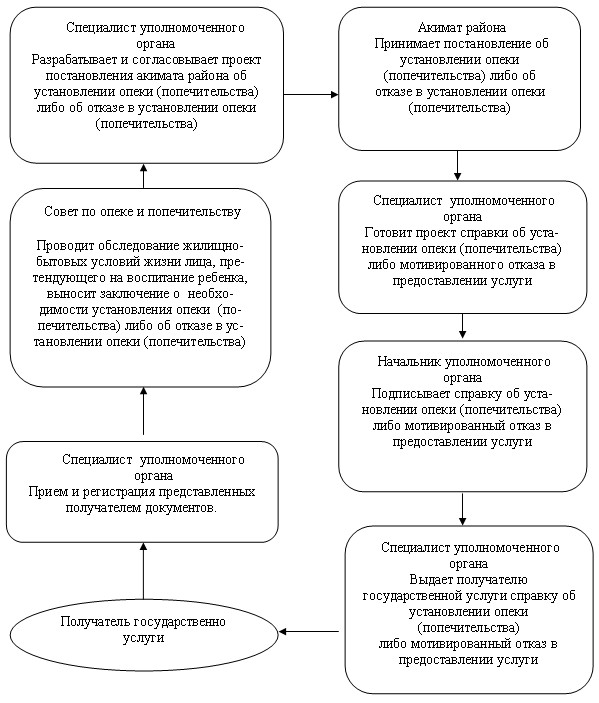 Специалист уполномоченного
органа
Разрабатывает и согласовывает проект
постановления акимата района об
установлении опеки (попечительства)
либо об отказе в установлении опеки
(попечительства)
Акимат района
Принимает постановление об
установлении опеки
(попечительства) либо об
отказе в установлении опеки
(попечительства)
Совет по опеке и попечительству
Проводит обследование жилищно-
бытовых условий жизни лица, пре-
тендующего на воспитание ребенка,
выносит заключение о необхо-
димости установления опеки (по-
печительства) либо об отказе в ус-
тановлении опеки (попечительства)
Специалист уполномоченного
органа
Готовит проект справки об уста-
новлении опеки (попечительства)
либо мотивированного отказа в
предоставлении услуги
Начальник уполномоченного
органа
Подписывает справку об уста-
новлении опеки (попечительства)
либо мотивированный отказ в
предоставлении услуги
Специалист уполномоченного
органа
Прием и регистрация представленных
получателем документов.
Специалист уполномоченного
органа
Выдает получателю
государственной услуги справку об
установлении опеки
(попечительства)
либо мотивированный отказ в
предоставлении услуги
Получатель государственно
услуги